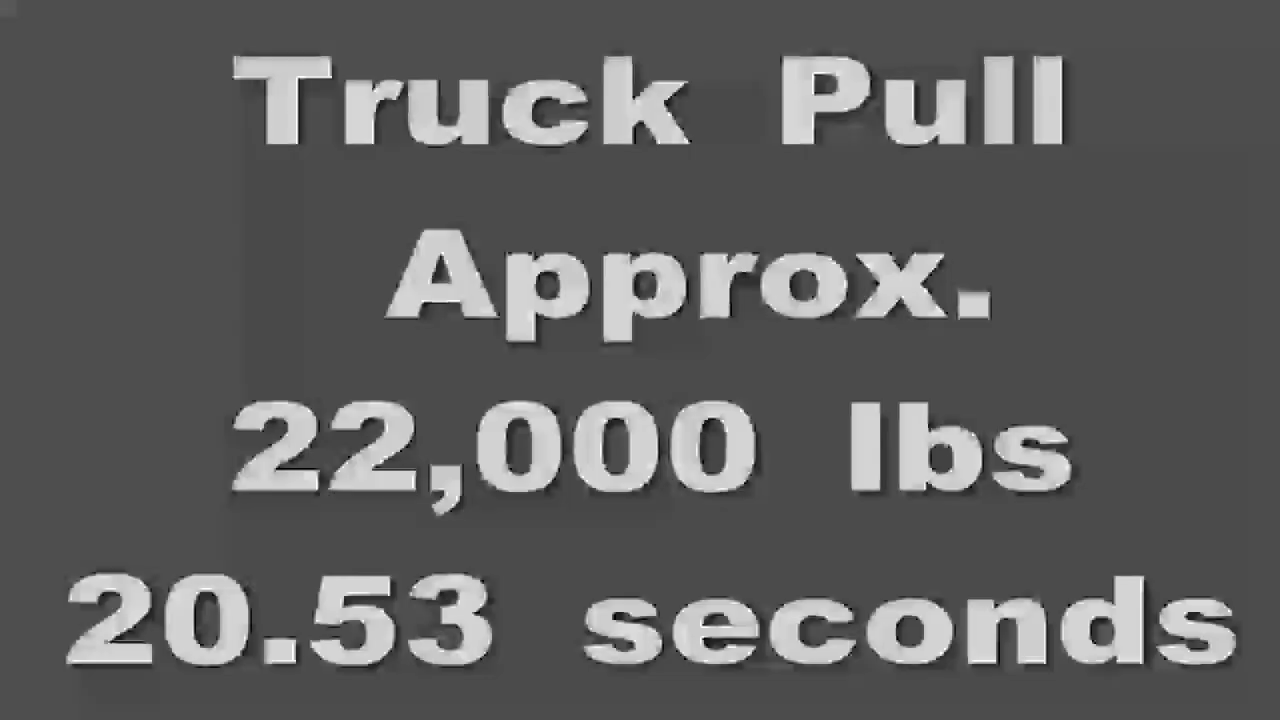 Truck Pull
Approx.
22,000 lbs
20.53 seconds